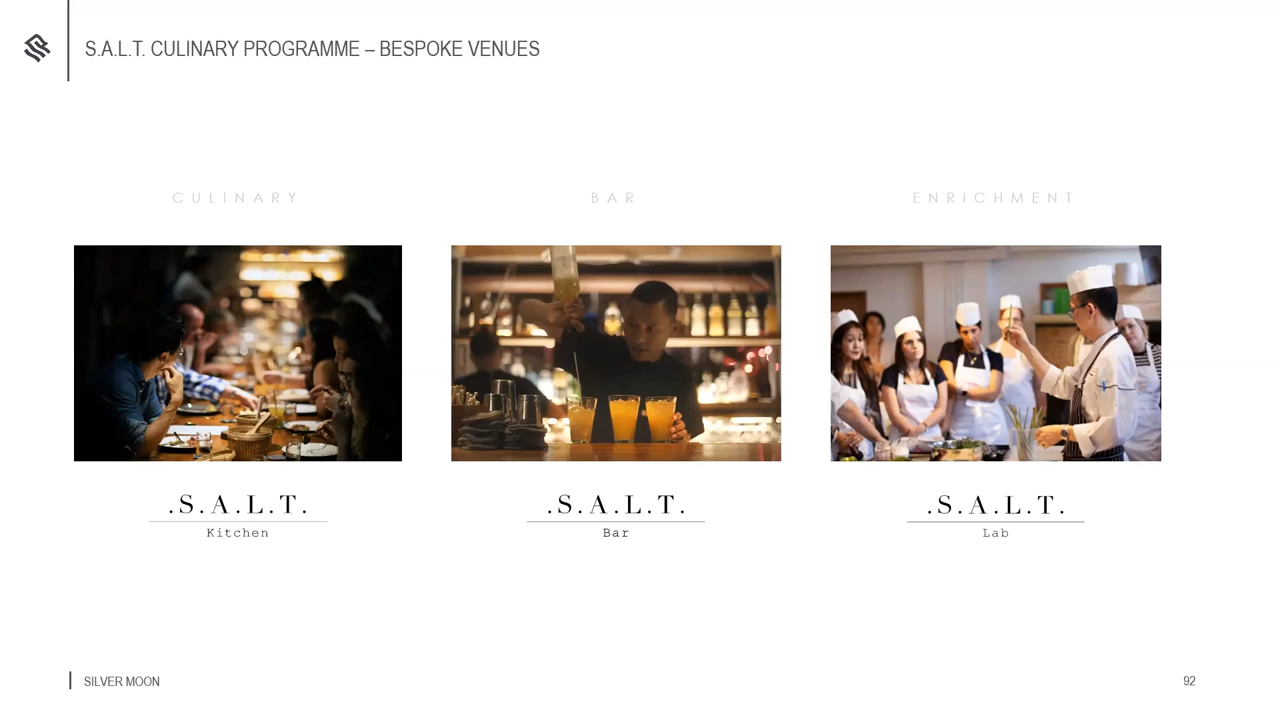 S.A.L.T. CULINARY PROGRAMME – BESPOKE VENUES
CULINARY
BAR
ENRICHMENT
.S.A.L.T.
Kitchen
.S.A.L.T.
Bar
.S.A.L.T.
Lab
SILVER MOON
92